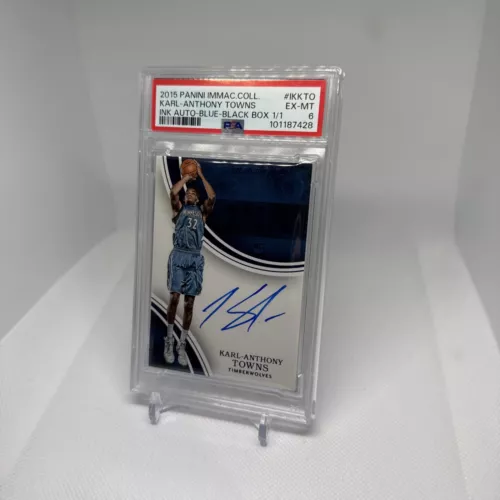 2015 PANINI IMMAC.COLL. #IKKTO
KARL-ANTHONY TOWNS EX-MT
INK AUTO-BLUE-BLACK BOX 1/1 6
PSA 101187428
32
KARL-ANTHONY
TOWNS
TIMBERWOLVES